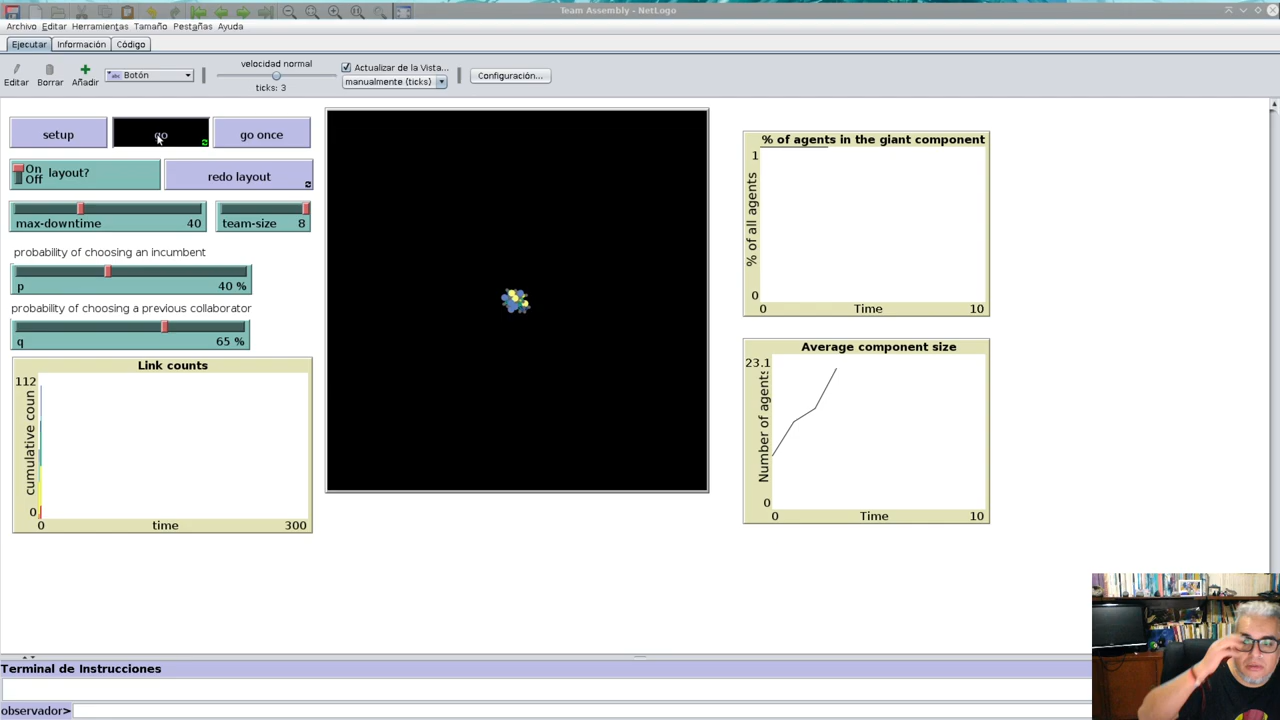 Team Assembly - NetLogo
Archivo Editar Herramientas Tamaño Pestañas Ayuda
Ejecutar Información Código
Editar Borrar Añadir
abc Botón
velocidad normal
ticks: 3
Actualizar de la Vista...
manualmente (ticks)
Configuración...
setup go go once
On
Off
layout?
redo layout
max-downtime 40
team-size 8
probability of choosing an incumbent
p 40 %
probability of choosing a previous collaborator
q 65 %
Link counts
112
cumulative coun
0
0 time 300
% of agents in the giant component
1
% of all agents
0
0 Time 10
Average component size
23.1
Number of agents
0
0 Time 10
Terminal de Instrucciones
observador>